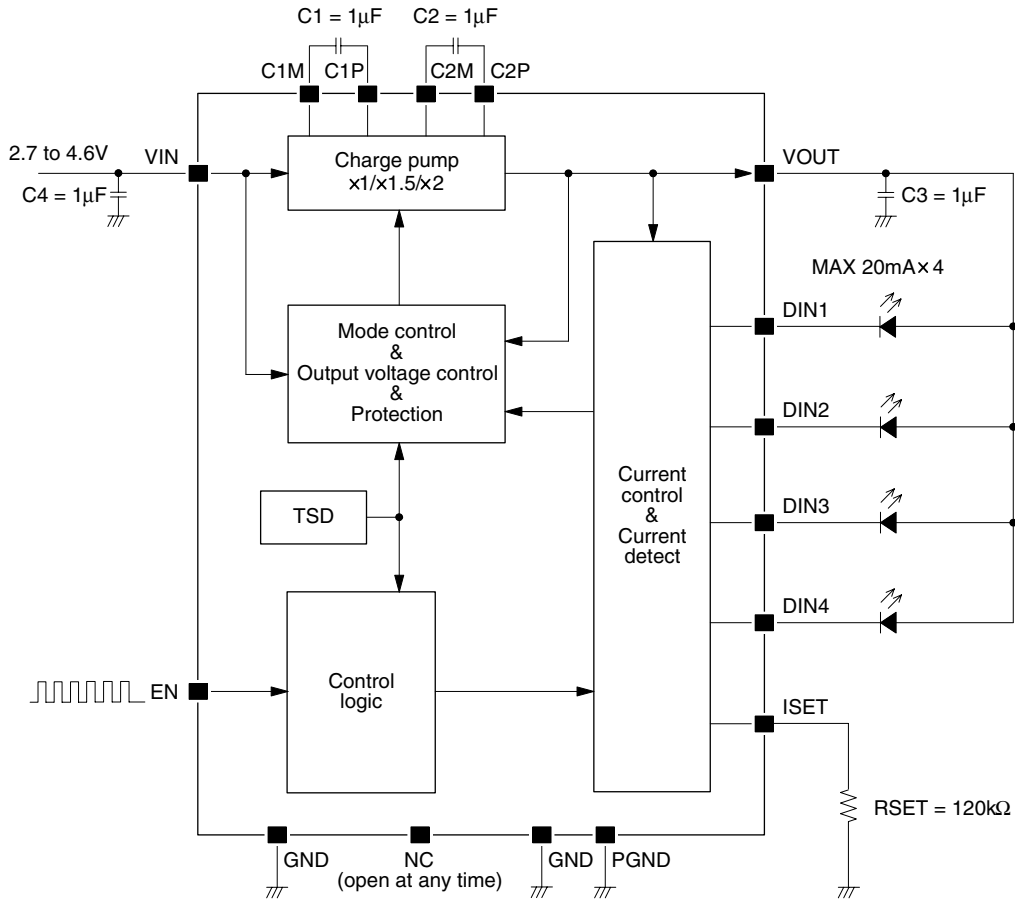 C1 = 1μF
C2 = 1μF
C1M
C1P
C2M
C2P
2.7 to 4.6V
VIN
C4 = 1μF
Charge pump
×1/×1.5/×2
VOUT
C3 = 1μF
MAX 20mA×4
Mode control
&
Output voltage control
&
Protection
DIN1
DIN2
DIN3
DIN4
TSD
Current
control
&
Current
detect
EN
Control
logic
ISET
RSET = 120kΩ
GND
NC
(open at any time)
GND
PGND